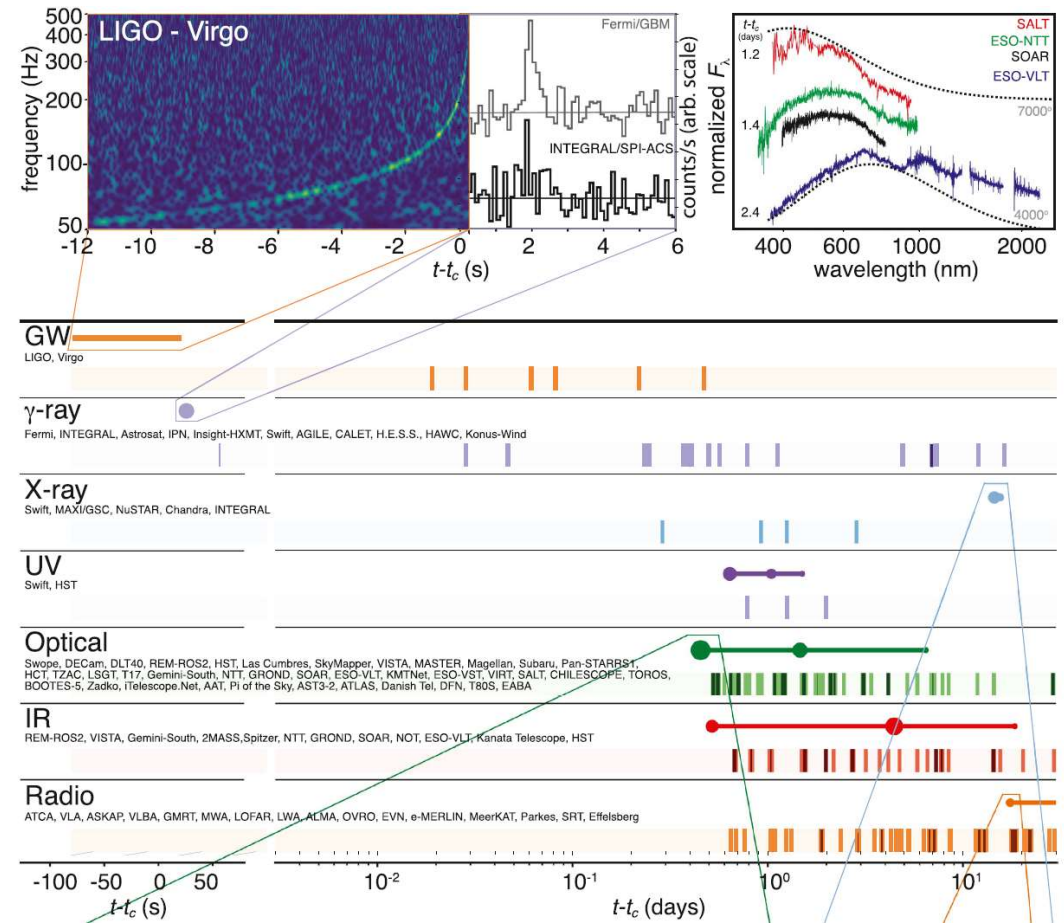 LIGO - Virgo
frequency (Hz)
500
400
300
200
100
50
-12 -10 -8 -6 -4 -2 0 2 4 6
t-tc (s)
Fermi/GBM
INTEGRAL/SPI-ACS
counts/s (arb. scale)
normalized Fλ
t-tc
(days)
1.2
1.4
2.4
SALT
ESO-NTT
SOAR
ESO-VLT
7000°
4000°
400 600 1000 2000
wavelength (nm)
GW
LIGO, Virgo
γ-ray
Fermi, INTEGRAL, Astrosat, IPN, Insight-HXMT, Swift, AGILE, CALET, H.E.S.S., HAWC, Konus-Wind
X-ray
Swift, MAXI/GSC, NuSTAR, Chandra, INTEGRAL
UV
Swift, HST
Optical
Swope, DECam, DLT40, REM-ROS2, HST, Las Cumbres, SkyMapper, VISTA, MASTER, Magellan, Subaru, Pan-STARRS1,
HCT, TZAC, LSGT, T17, Gemini-South, NTT, GROND, SOAR, ESO-VLT, KMTNet, ESO-VST, VIRT, SALT, CHILESCOPE, TOROS,
BOOTES-5, Zadko, iTelescope.Net, AAT, Pi of the Sky, AST3-2, ATLAS, Danish Tel, DFN, T80S, EABA
IR
REM-ROS2, VISTA, Gemini-South, 2MASS,Spitzer, NTT, GROND, SOAR, NOT, ESO-VLT, Kanata Telescope, HST
Radio
ATCA, VLA, ASKAP, VLBA, GMRT, MWA, LOFAR, LWA, ALMA, OVRO, EVN, e-MERLIN, MeerKAT, Parkes, SRT, Effelsberg
-100 -50 0 50 10⁻² 10⁻¹ 10⁰ 10¹
t-tc (s) t-tc (days)